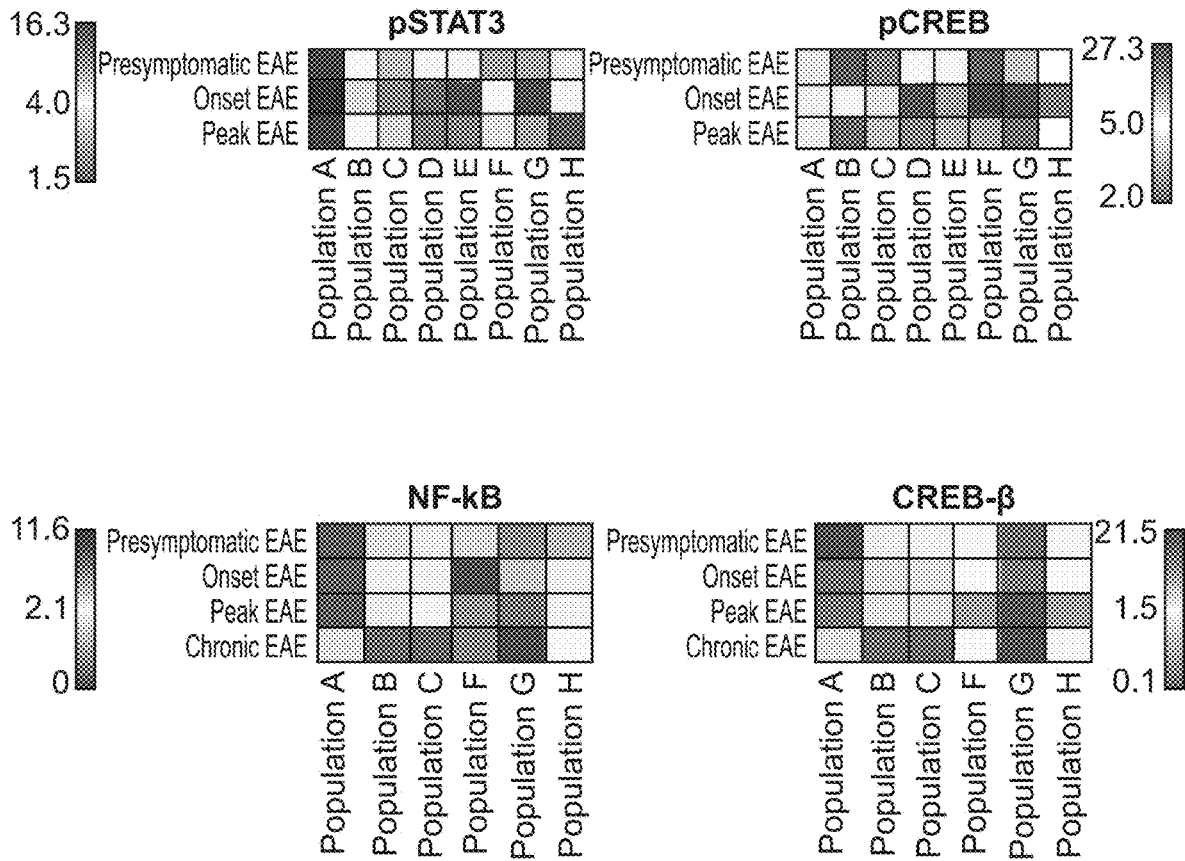 pSTAT3
16.3
4.0
1.5
Presymptomatic EAE
Onset EAE
Peak EAE
Population A
Population B
Population C
Population D
Population E
Population F
Population G
Population H
pCREB
Presymptomatic EAE
Onset EAE
Peak EAE
27.3
5.0
2.0
Population A
Population B
Population C
Population D
Population E
Population F
Population G
Population H
NF-kB
11.6
2.1
0
Presymptomatic EAE
Onset EAE
Peak EAE
Chronic EAE
Population A
Population B
Population C
Population F
Population G
Population H
CREB-β
Presymptomatic EAE
Onset EAE
Peak EAE
Chronic EAE
21.5
1.5
0.1
Population A
Population B
Population C
Population F
Population G
Population H